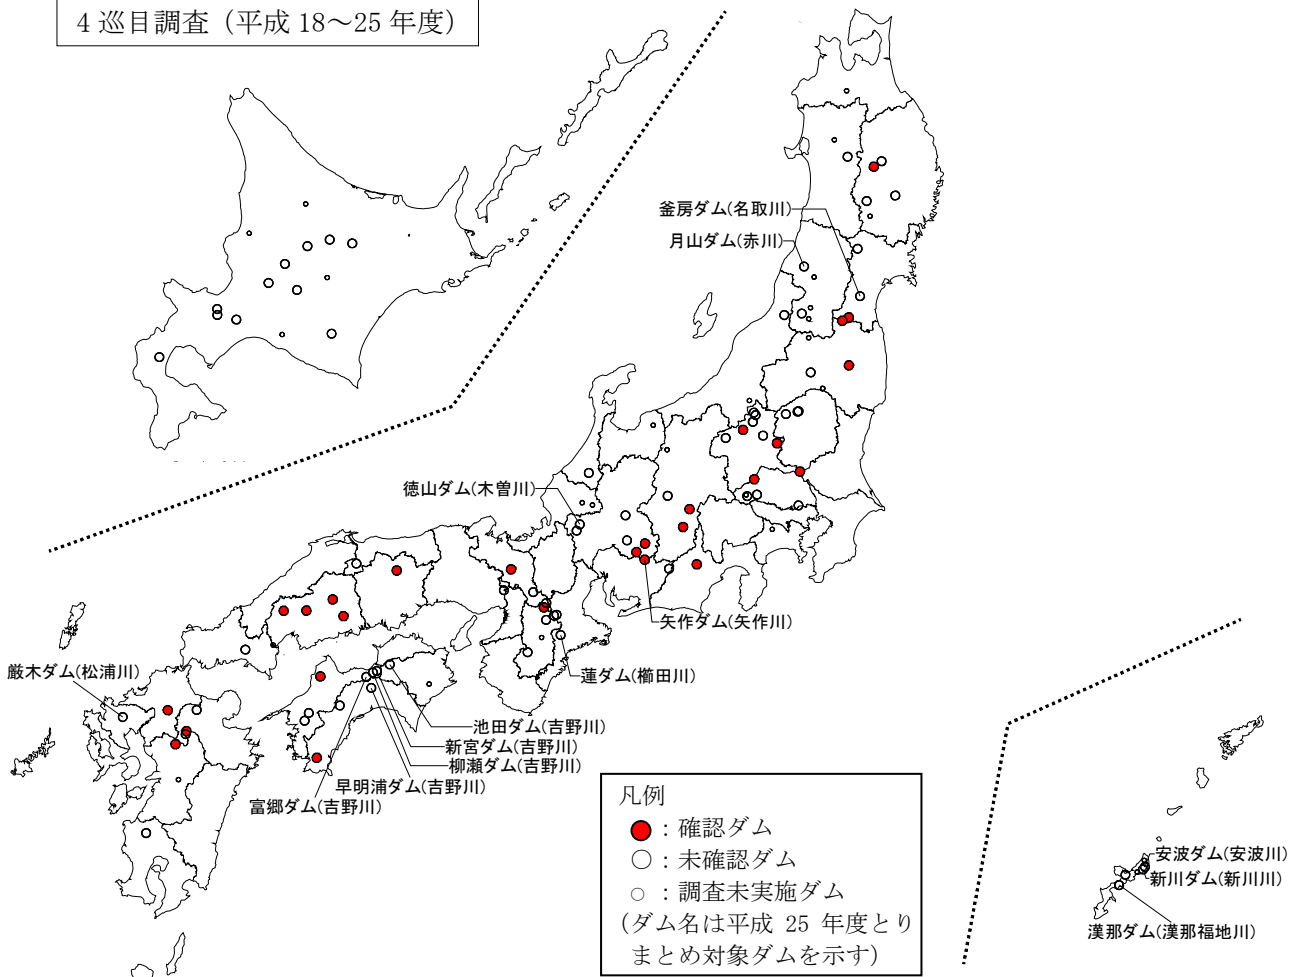 4 巡目調査（平成 18～25 年度）
釜房ダム(名取川)
月山ダム(赤川)
徳山ダム(木曽川)
矢作ダム(矢作川)
蓮ダム(櫛田川)
厳木ダム(松浦川)
池田ダム(吉野川)
新宮ダム(吉野川)
柳瀬ダム(吉野川)
早明浦ダム(吉野川)
富郷ダム(吉野川)
凡例
：確認ダム
○：未確認ダム
○：調査未実施ダム
(ダム名は平成 25 年度とり
まとめ対象ダムを示す)
安波ダム(安波川)
新川ダム(新川川)
漢那ダム(漢那福地川)